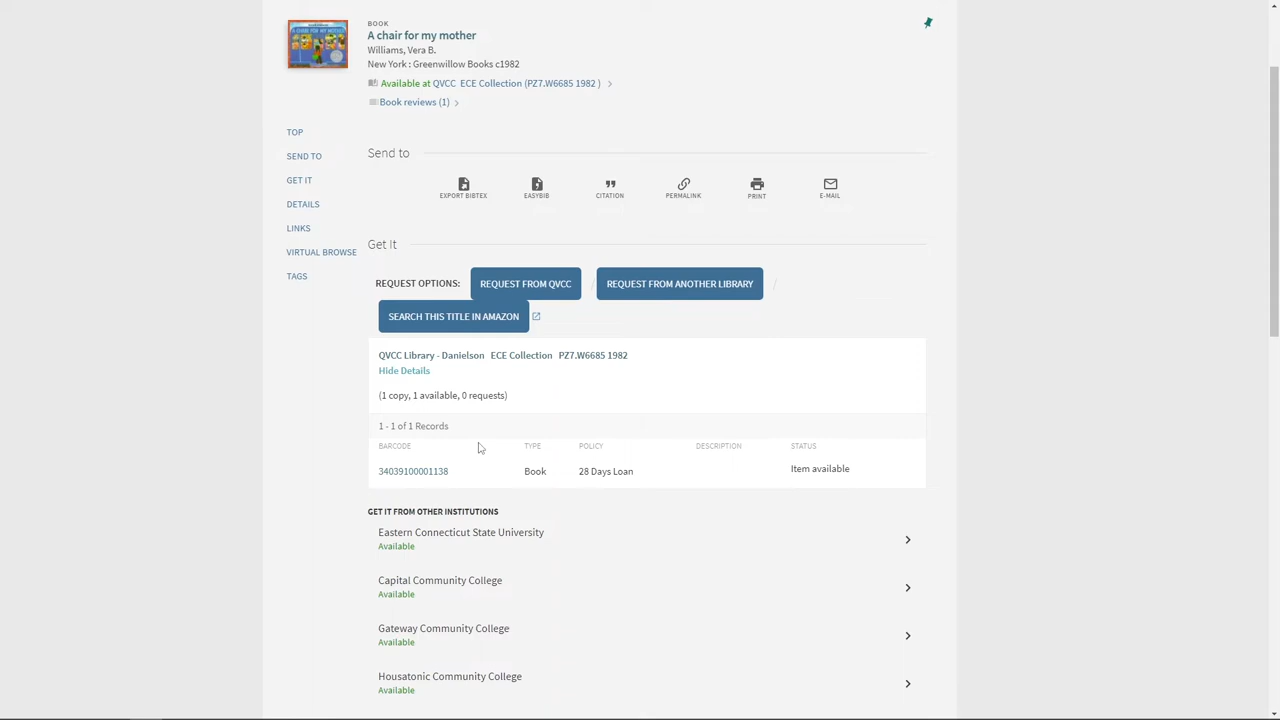 BOOK
A chair for my mother
Williams, Vera B.
New York : Greenwillow Books c1982
Available at QVCC ECE Collection (PZ7.W6685 1982 )
Book reviews (1)
TOP
SEND TO
GET IT
DETAILS
LINKS
VIRTUAL BROWSE
TAGS
Send to
EXPORT BIBTEX
EASYBIB
CITATION
PERMALINK
PRINT
E-MAIL
Get It
REQUEST OPTIONS: REQUEST FROM QVCC / REQUEST FROM ANOTHER LIBRARY /
SEARCH THIS TITLE IN AMAZON
QVCC Library - Danielson ECE Collection PZ7.W6685 1982
Hide Details
(1 copy, 1 available, 0 requests)
1 - 1 of 1 Records
BARCODE TYPE POLICY DESCRIPTION STATUS
34039100001138 Book 28 Days Loan Item available
GET IT FROM OTHER INSTITUTIONS
Eastern Connecticut State University
Available
Capital Community College
Available
Gateway Community College
Available
Housatonic Community College
Available